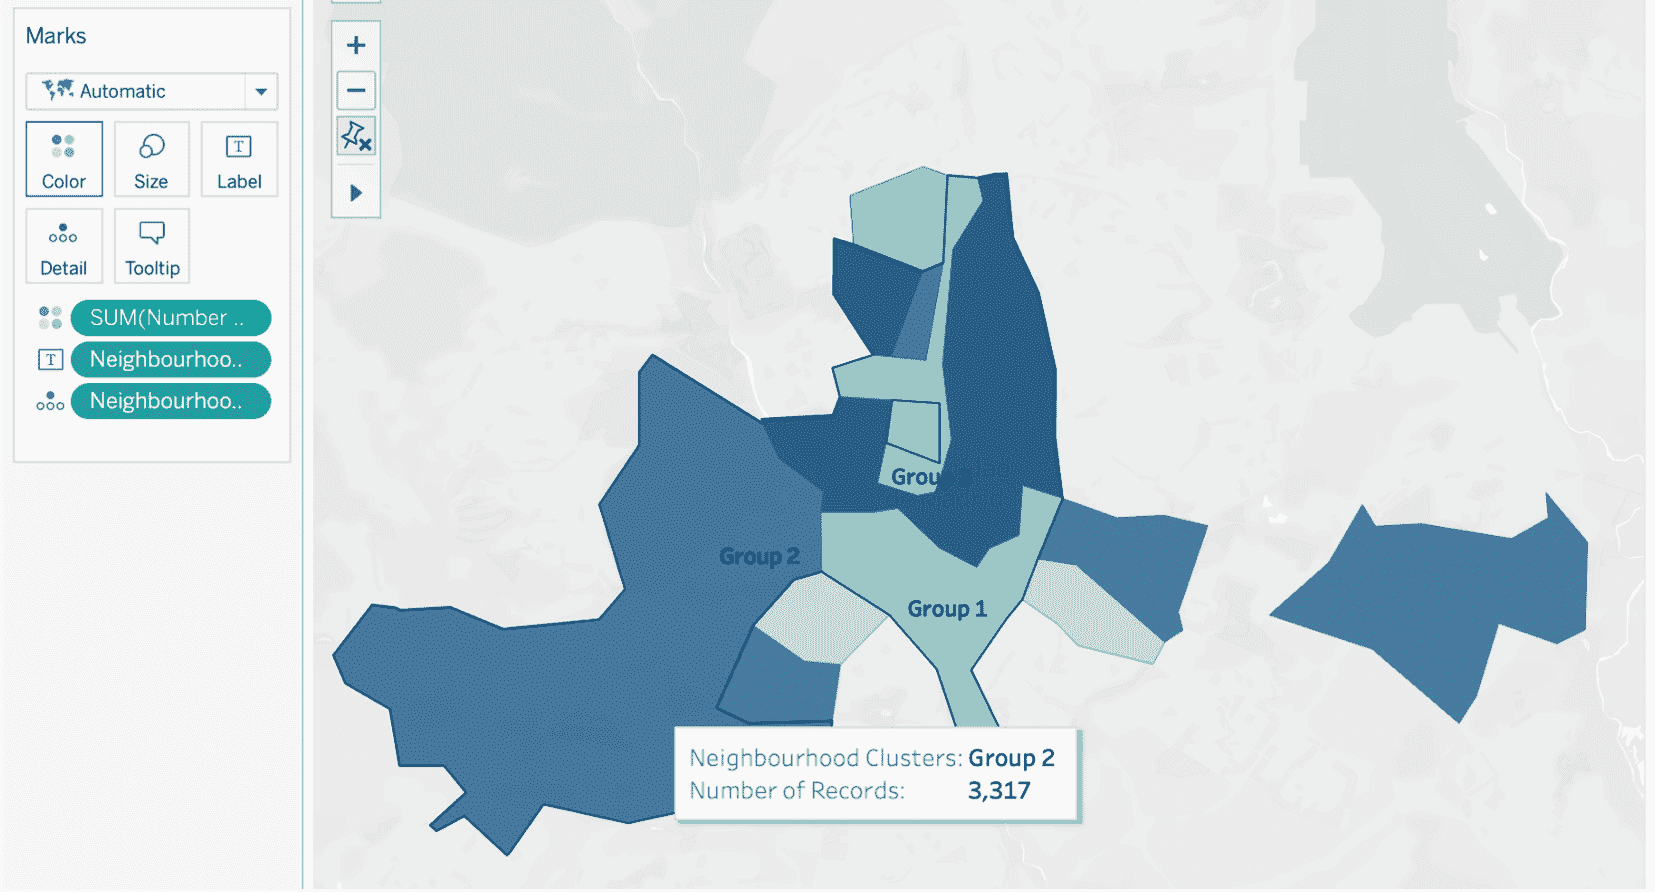 Marks
Automatic
Color
Size
Label
Detail
Tooltip
SUM(Number ..
Neighbourhoo..
Neighbourhoo..
Grou
Group 2
Group 1
Neighbourhood Clusters: Group 2
Number of Records: 3,317